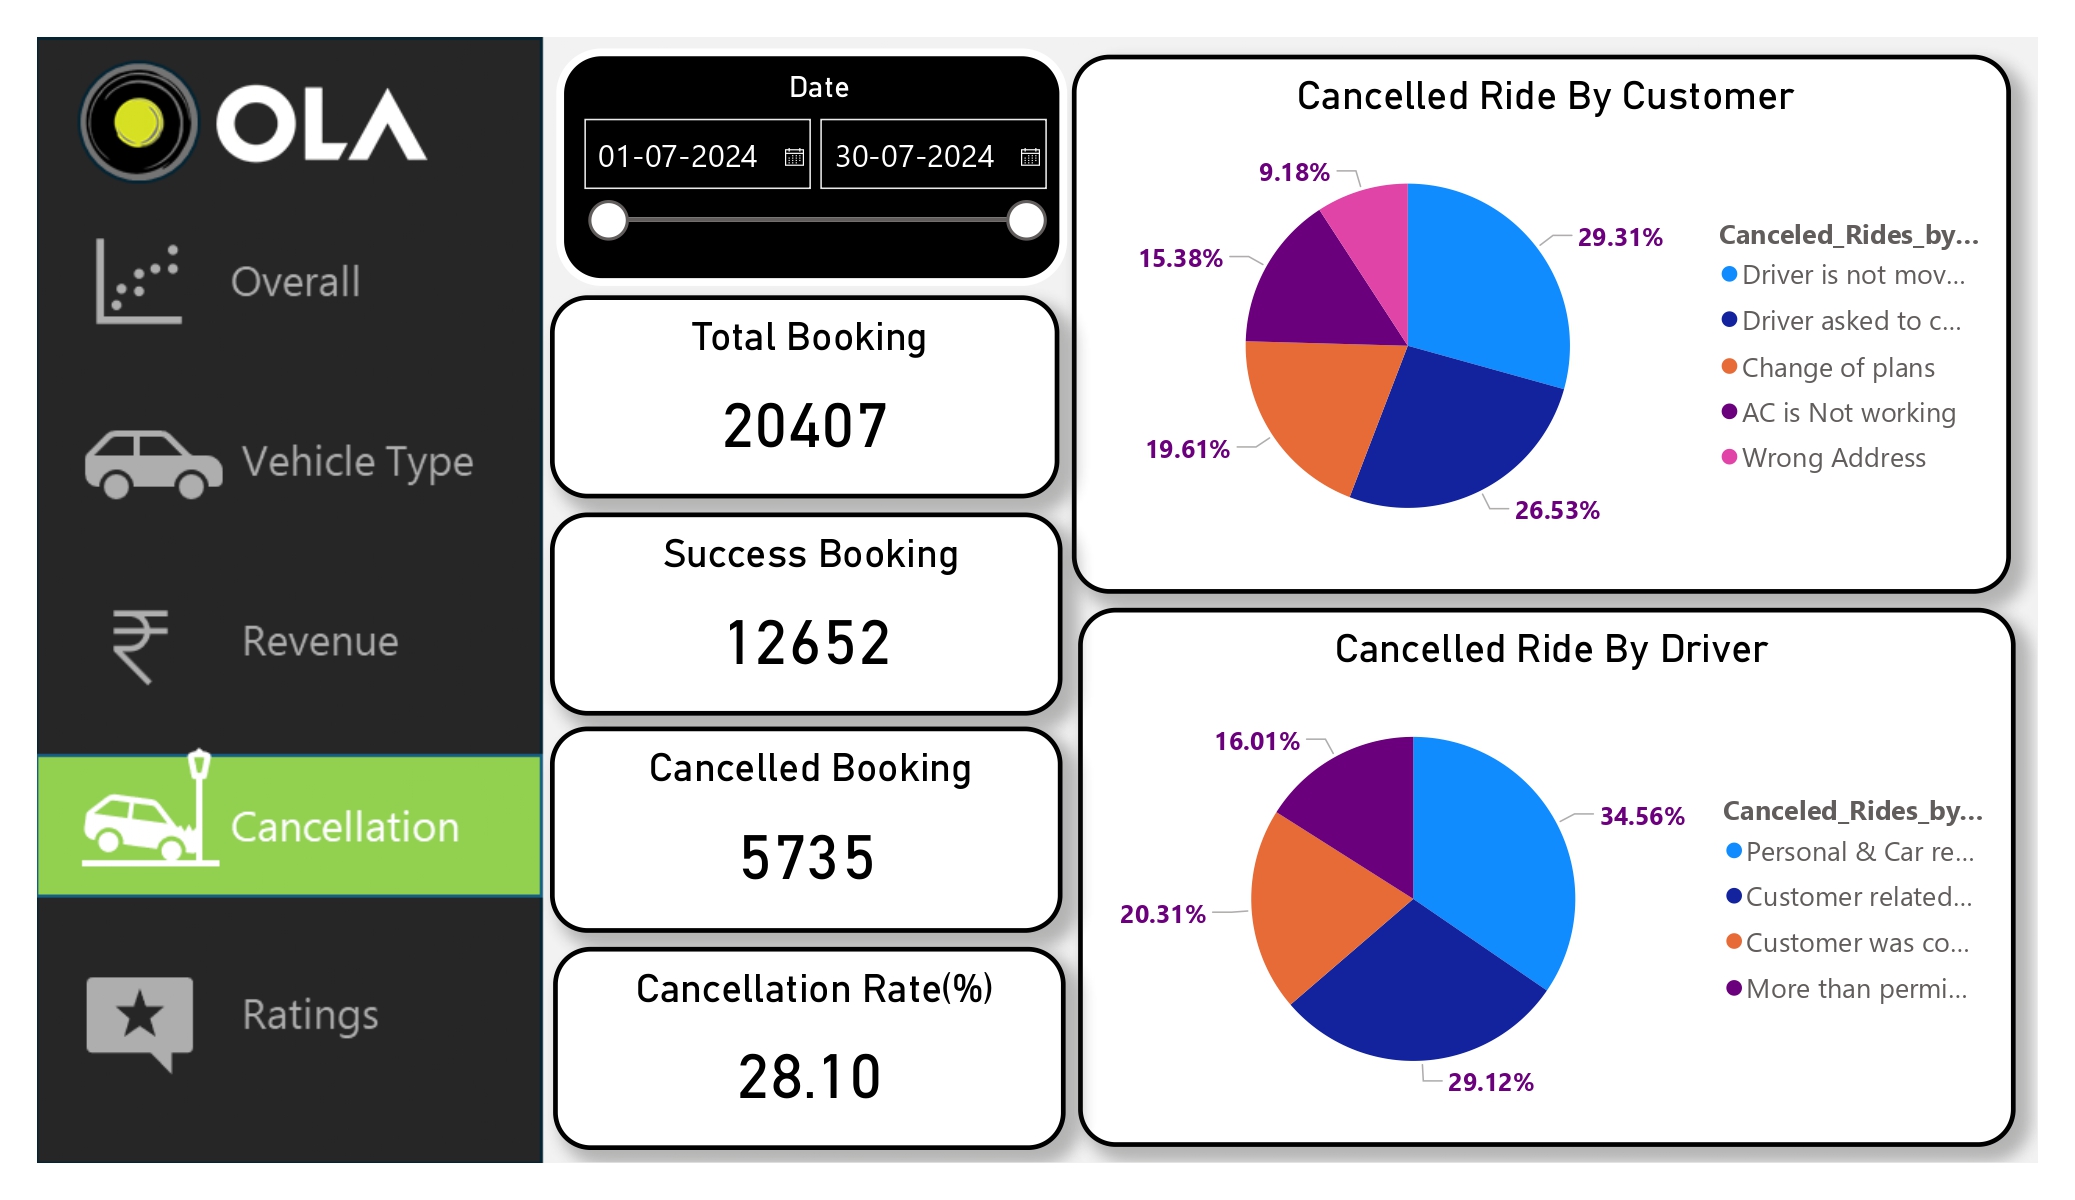 OLA
Overall
Vehicle Type
₹
Revenue
Cancellation
Ratings
Date
01-07-2024
30-07-2024
Total Booking
20407
Success Booking
12652
Cancelled Booking
5735
Cancellation Rate(%)
28.10
Cancelled Ride By Customer
9.18%
15.38%
19.61%
29.31%
26.53%
Canceled_Rides_by...
Driver is not mov...
Driver asked to c...
Change of plans
AC is Not working
Wrong Address
Cancelled Ride By Driver
16.01%
20.31%
34.56%
29.12%
Canceled_Rides_by...
Personal & Car re...
Customer related...
Customer was co...
More than permi...